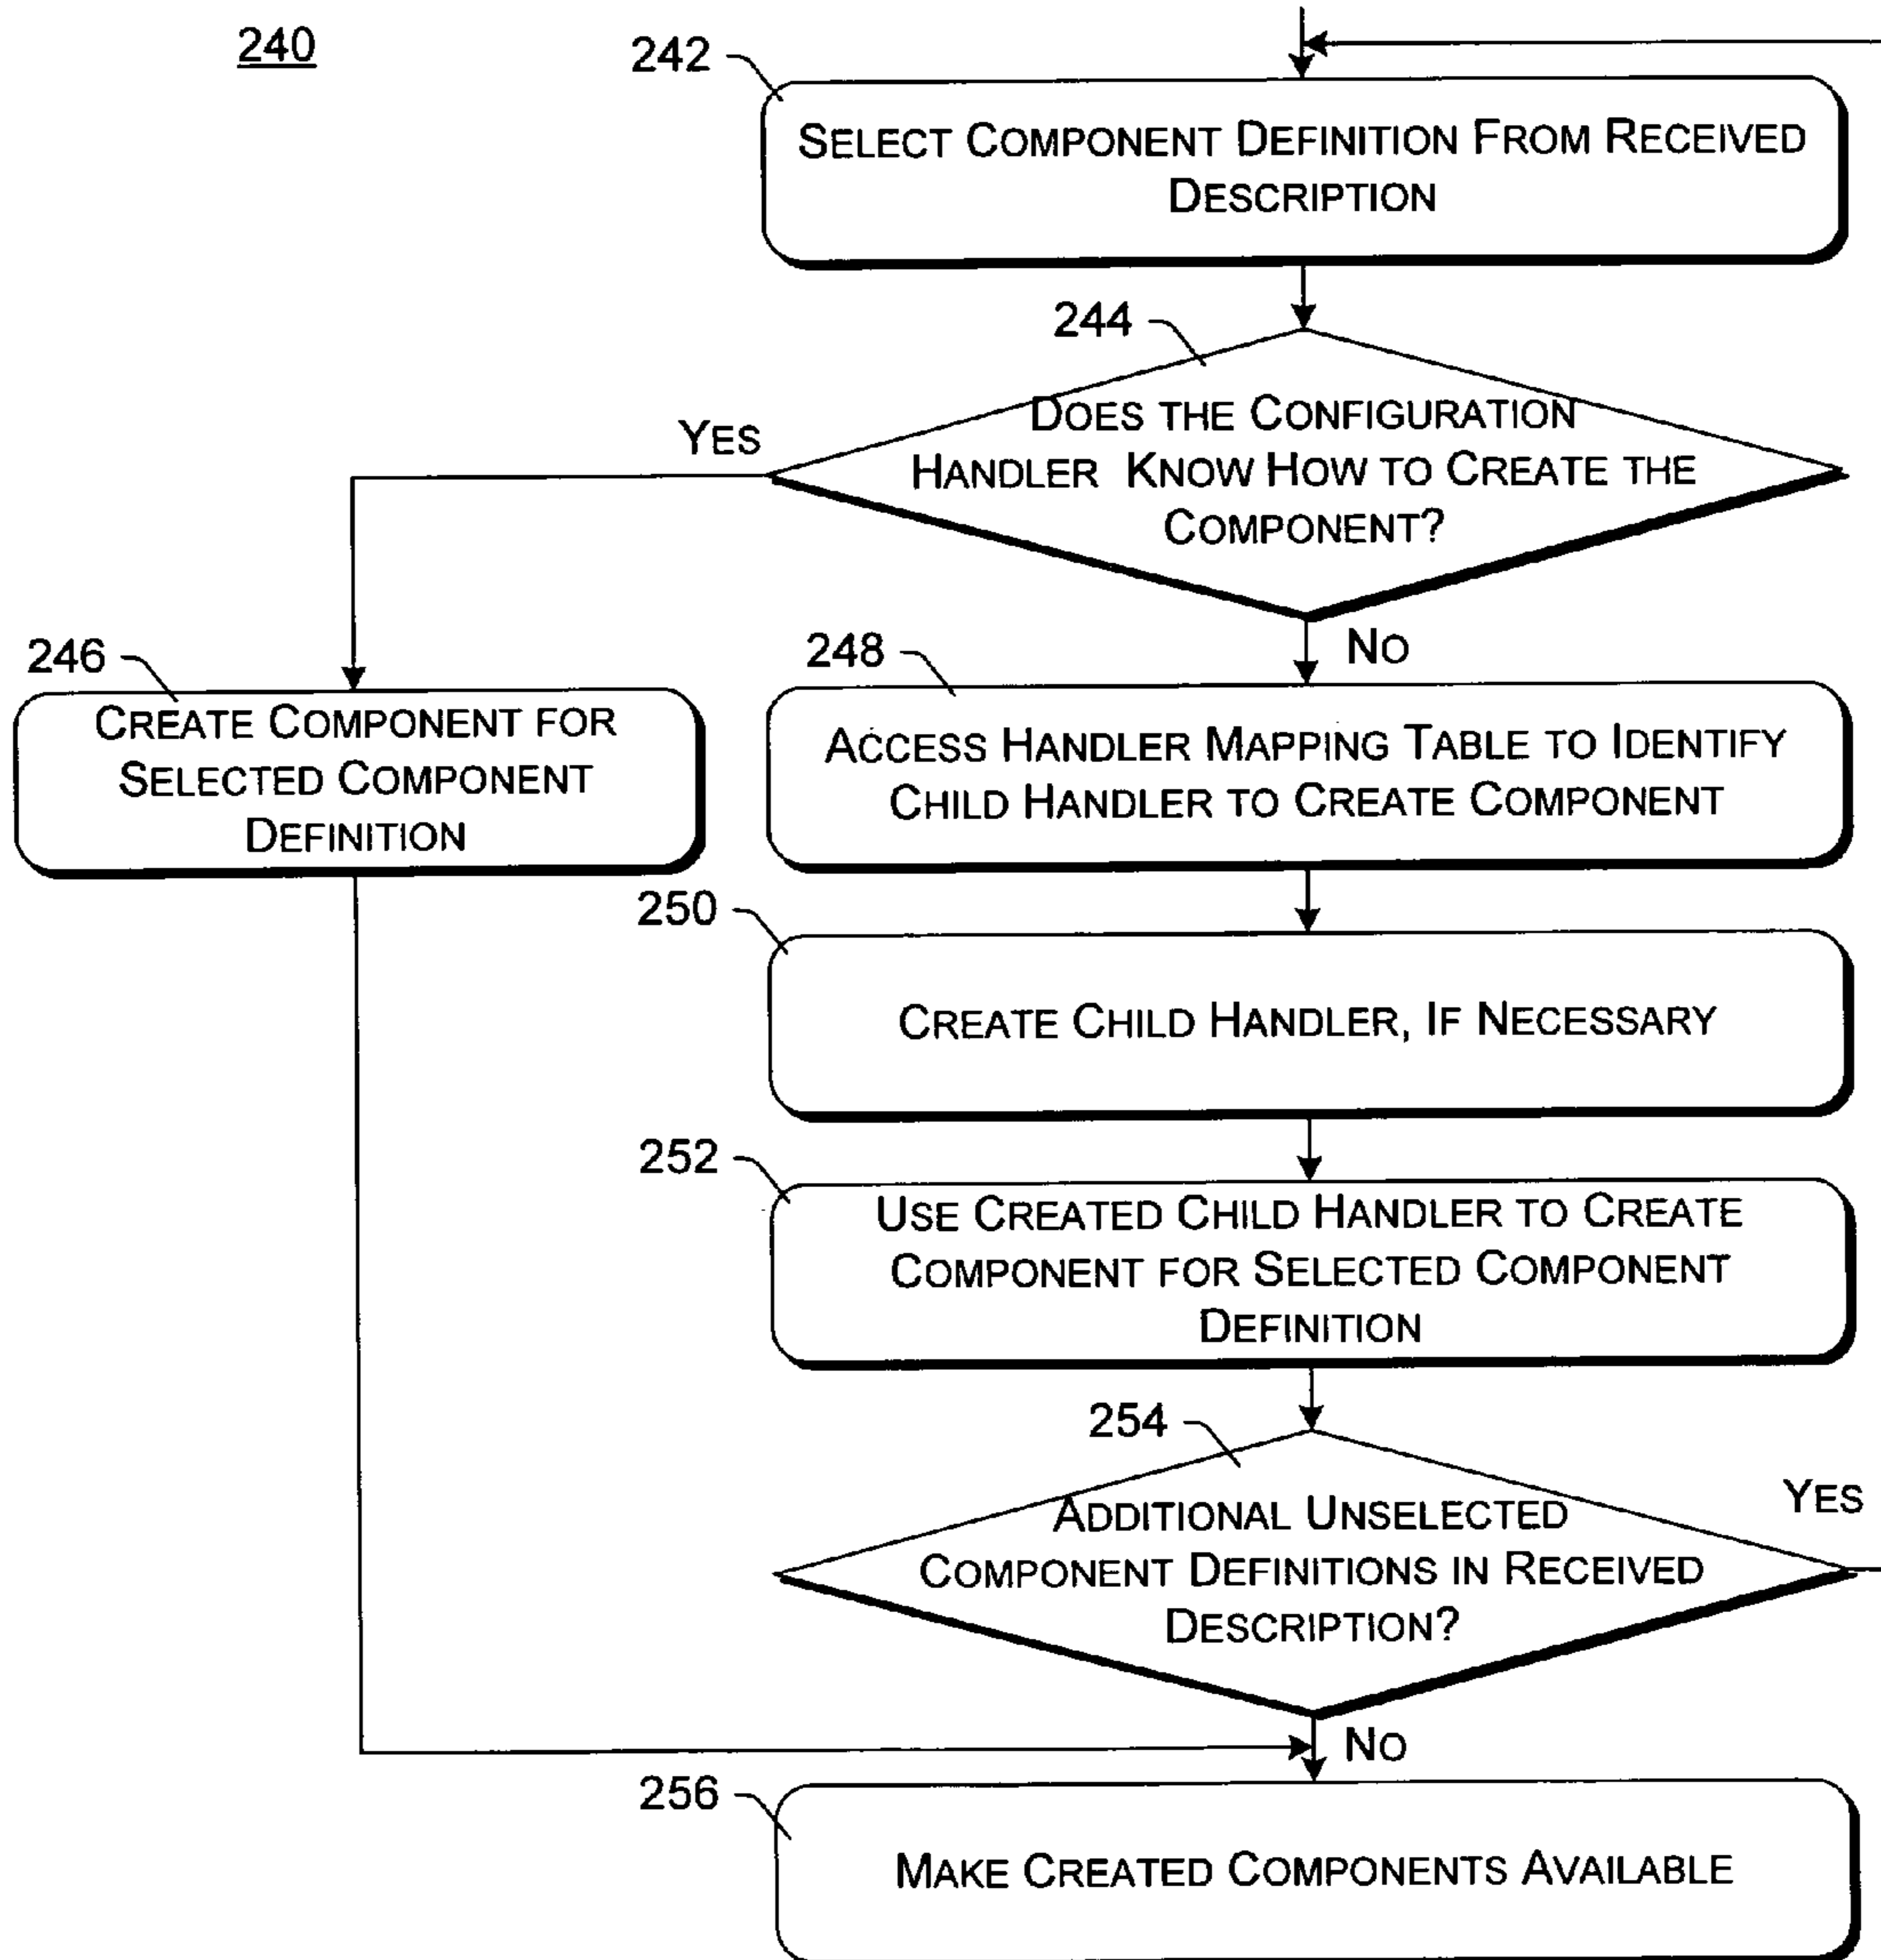 240
242
SELECT COMPONENT DEFINITION FROM RECEIVED
DESCRIPTION
244
DOES THE CONFIGURATION
HANDLER KNOW HOW TO CREATE THE
COMPONENT?
YES
NO
246
CREATE COMPONENT FOR
SELECTED COMPONENT
DEFINITION
248
ACCESS HANDLER MAPPING TABLE TO IDENTIFY
CHILD HANDLER TO CREATE COMPONENT
250
CREATE CHILD HANDLER, IF NECESSARY
252
USE CREATED CHILD HANDLER TO CREATE
COMPONENT FOR SELECTED COMPONENT
DEFINITION
254
ADDITIONAL UNSELECTED
COMPONENT DEFINITIONS IN RECEIVED
DESCRIPTION?
YES
NO
256
MAKE CREATED COMPONENTS AVAILABLE